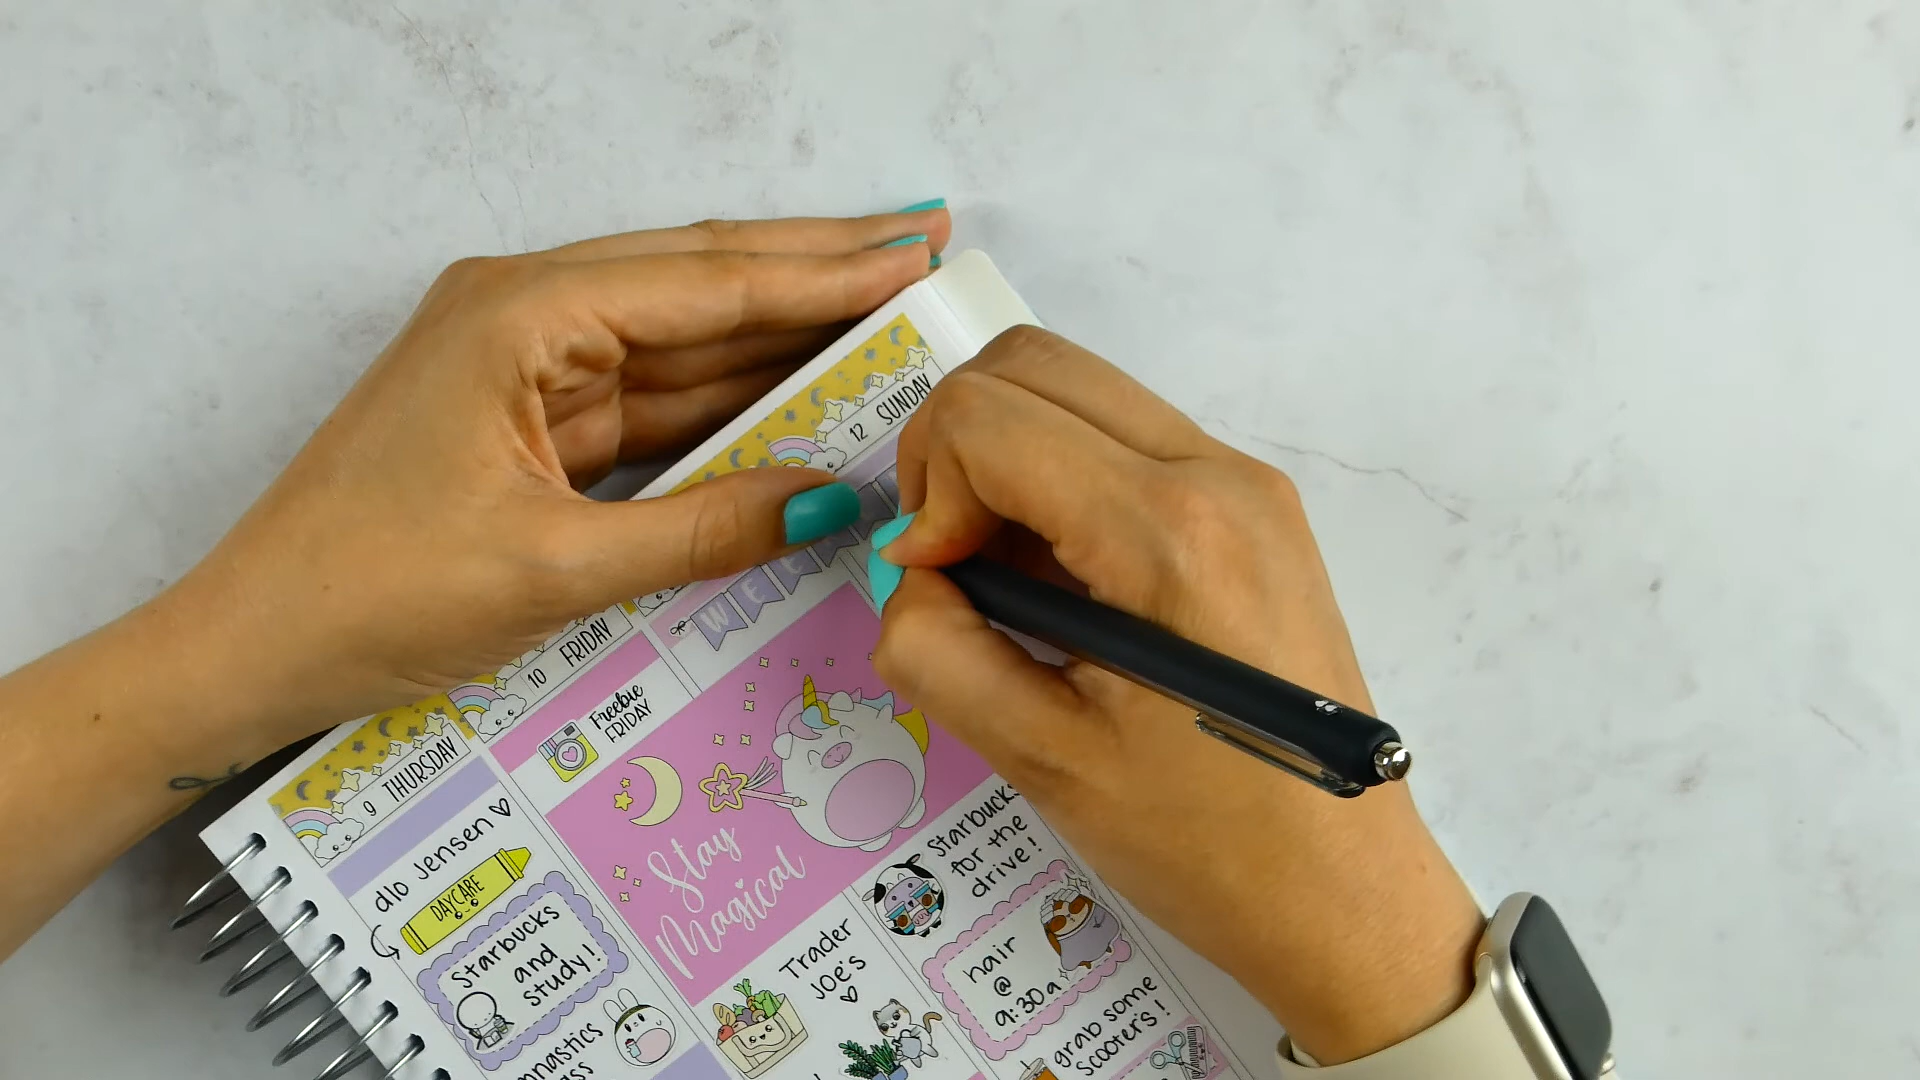 9 THURSDAY
d/o Jensen ♡
DAYCARE
Starbucks
and
study!
10 FRIDAY
Freebie
FRIDAY
Stay
Magical
Trader
Joe's
♡
W E E
12 SUNDAY
Starbucks
for the
drive!
hair
@
9:30a
grab some
Scooter's!